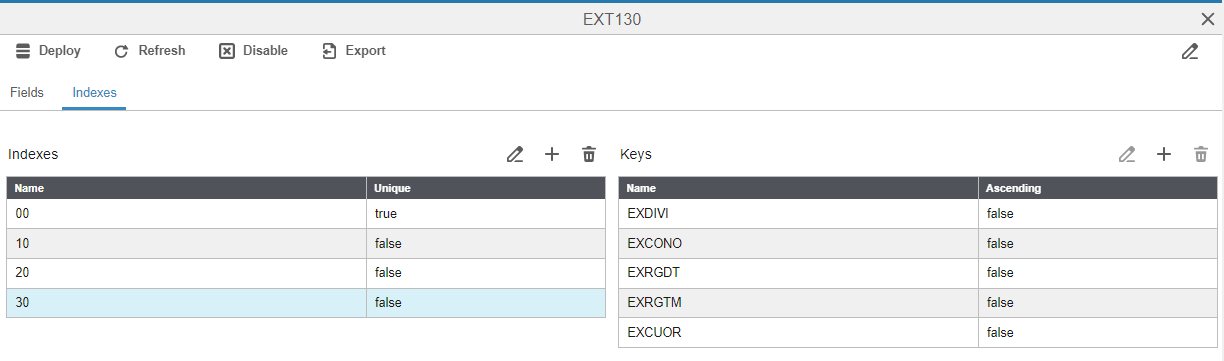 EXT130
Deploy Refresh Disable Export
Fields Indexes
Indexes
Name Unique
00 true
10 false
20 false
30 false
Keys
Name Ascending
EXDIVI false
EXCONO false
EXRGDT false
EXRGTM false
EXCUOR false